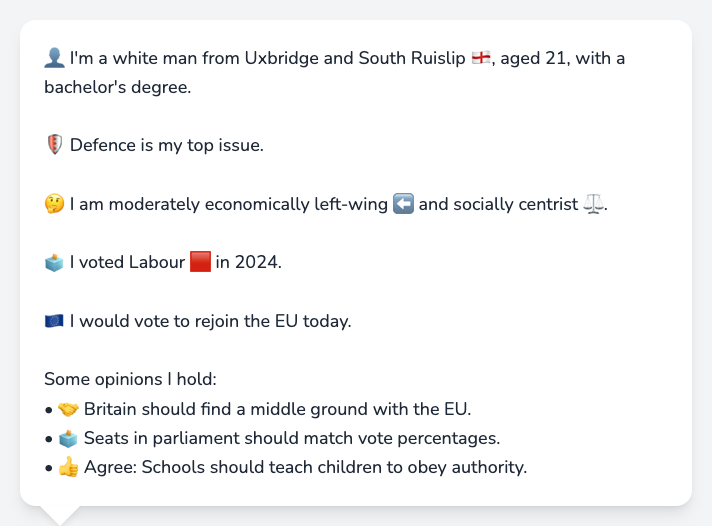 👤 I'm a white man from Uxbridge and South Ruislip 🏴󠁧󠁢󠁥󠁮󠁧󠁿, aged 21, with a
bachelor's degree.
🛡️ Defence is my top issue.
🤔 I am moderately economically left-wing ⬅️ and socially centrist ⚖️.
🗳️ I voted Labour 🟥 in 2024.
🇪🇺 I would vote to rejoin the EU today.
Some opinions I hold:
• 🤝 Britain should find a middle ground with the EU.
• 🗳️ Seats in parliament should match vote percentages.
• 👍 Agree: Schools should teach children to obey authority.